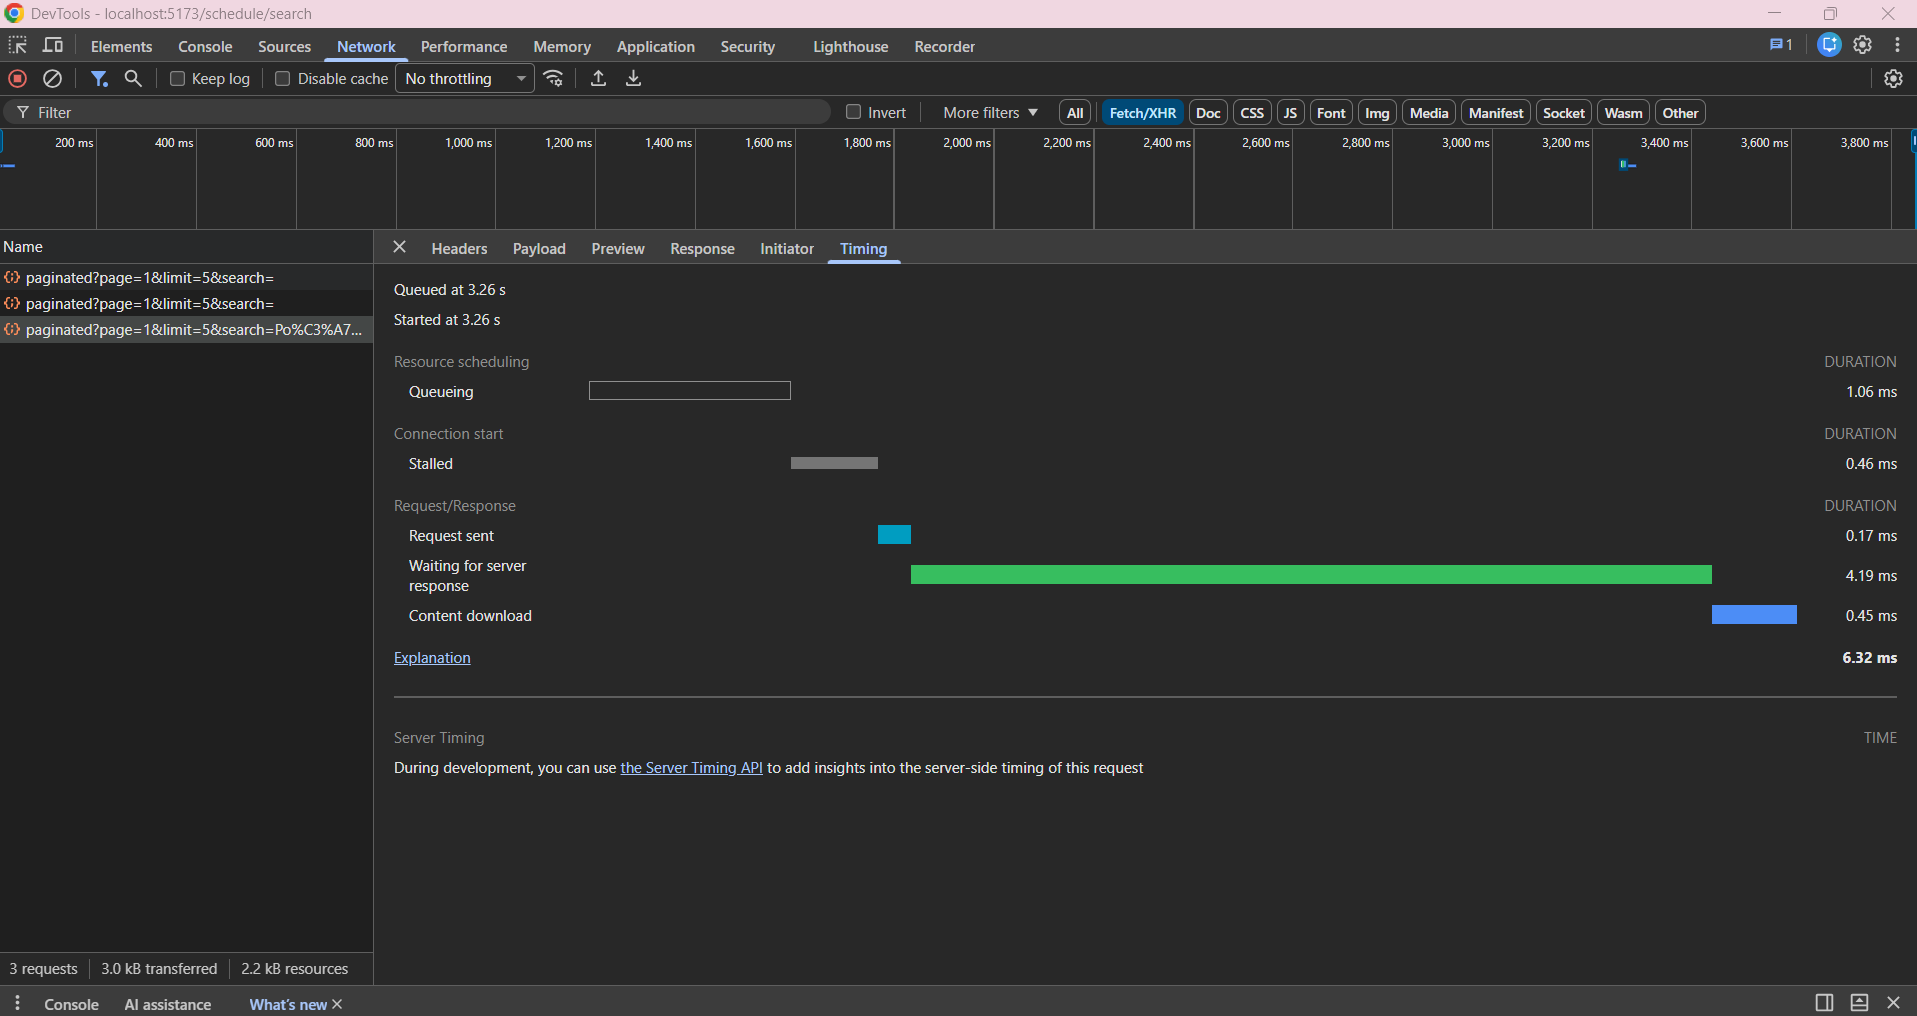 DevTools - localhost:5173/schedule/search
Elements Console Sources Network Performance Memory Application Security Lighthouse Recorder 1
Keep log Disable cache No throttling
Filter Invert More filters All Fetch/XHR Doc CSS JS Font Img Media Manifest Socket Wasm Other
200 ms 400 ms 600 ms 800 ms 1,000 ms 1,200 ms 1,400 ms 1,600 ms 1,800 ms 2,000 ms 2,200 ms 2,400 ms 2,600 ms 2,800 ms 3,000 ms 3,200 ms 3,400 ms 3,600 ms 3,800 ms
Name
paginated?page=1&limit=5&search=
paginated?page=1&limit=5&search=
paginated?page=1&limit=5&search=Po%C3%A7...
Headers Payload Preview Response Initiator Timing
Queued at 3.26 s
Started at 3.26 s
Resource scheduling DURATION
Queueing 1.06 ms
Connection start DURATION
Stalled 0.46 ms
Request/Response DURATION
Request sent 0.17 ms
Waiting for server
response 4.19 ms
Content download 0.45 ms
Explanation 6.32 ms
Server Timing TIME
During development, you can use the Server Timing API to add insights into the server-side timing of this request
3 requests 3.0 kB transferred 2.2 kB resources
Console AI assistance What's new